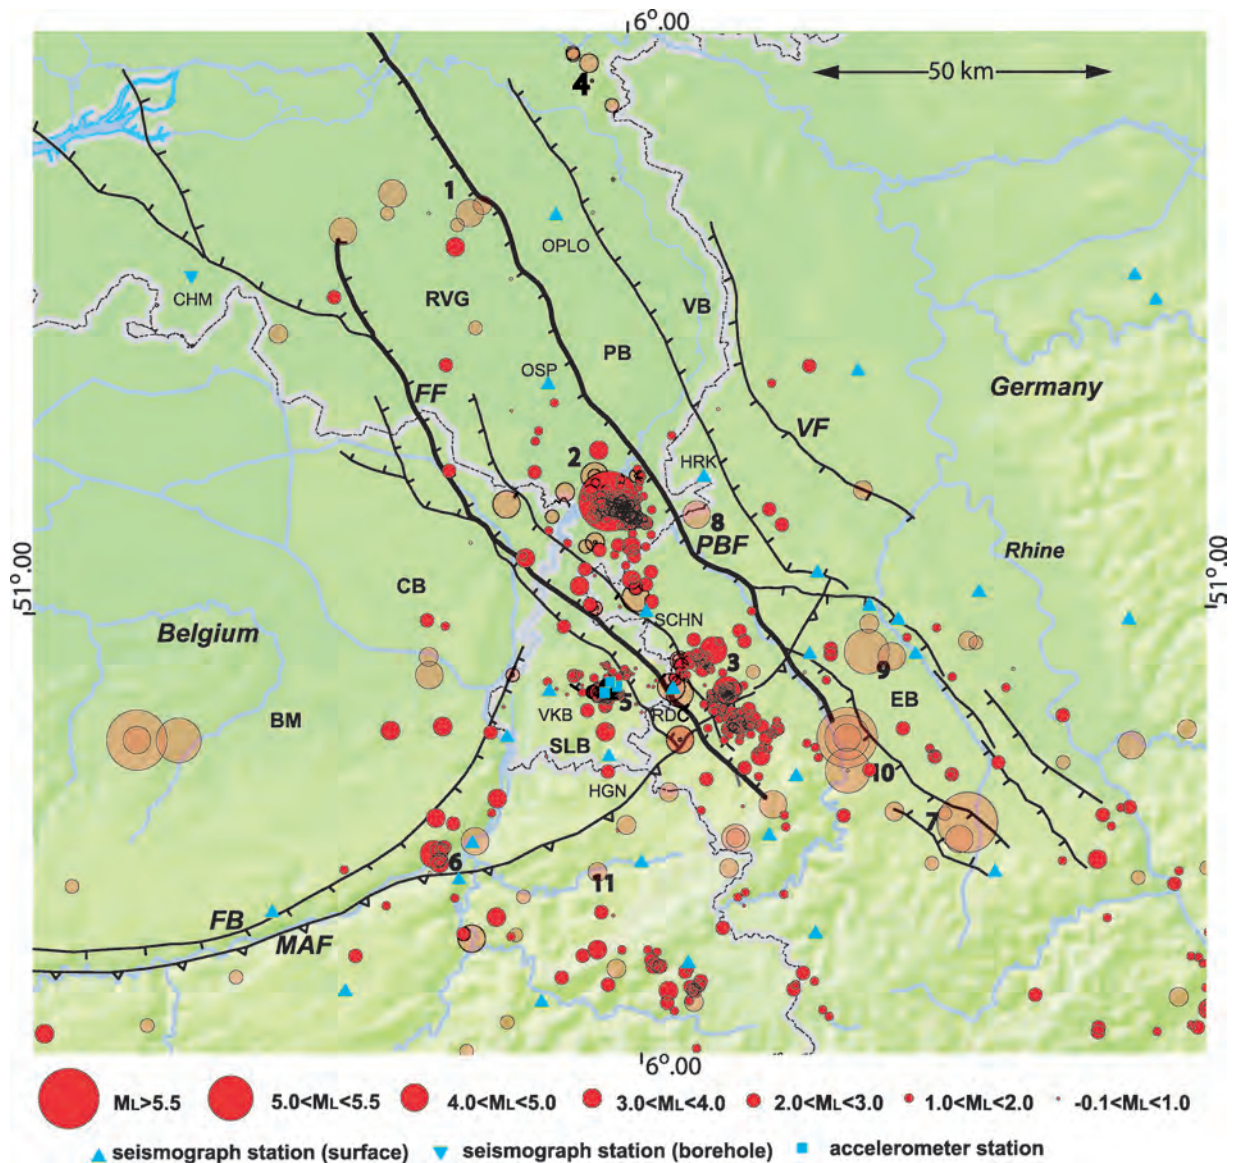 6°.00
50 km
4
1
OPLO
CHM
RVG
VB
PB
OSP
FF
Germany
VF
2
HRK
8
PBF
Rhine
51°.00
51°.00
CB
SCHN
Belgium
3
9
EB
BM
VKB
5
RDC
SLB
10
HGN
7
6
11
FB
MAF
6°.00
ML>5.5
5.0<ML<5.5
4.0<ML<5.0
3.0<ML<4.0
2.0<ML<3.0
1.0<ML<2.0
-0.1<ML<1.0
seismograph station (surface)
seismograph station (borehole)
accelerometer station